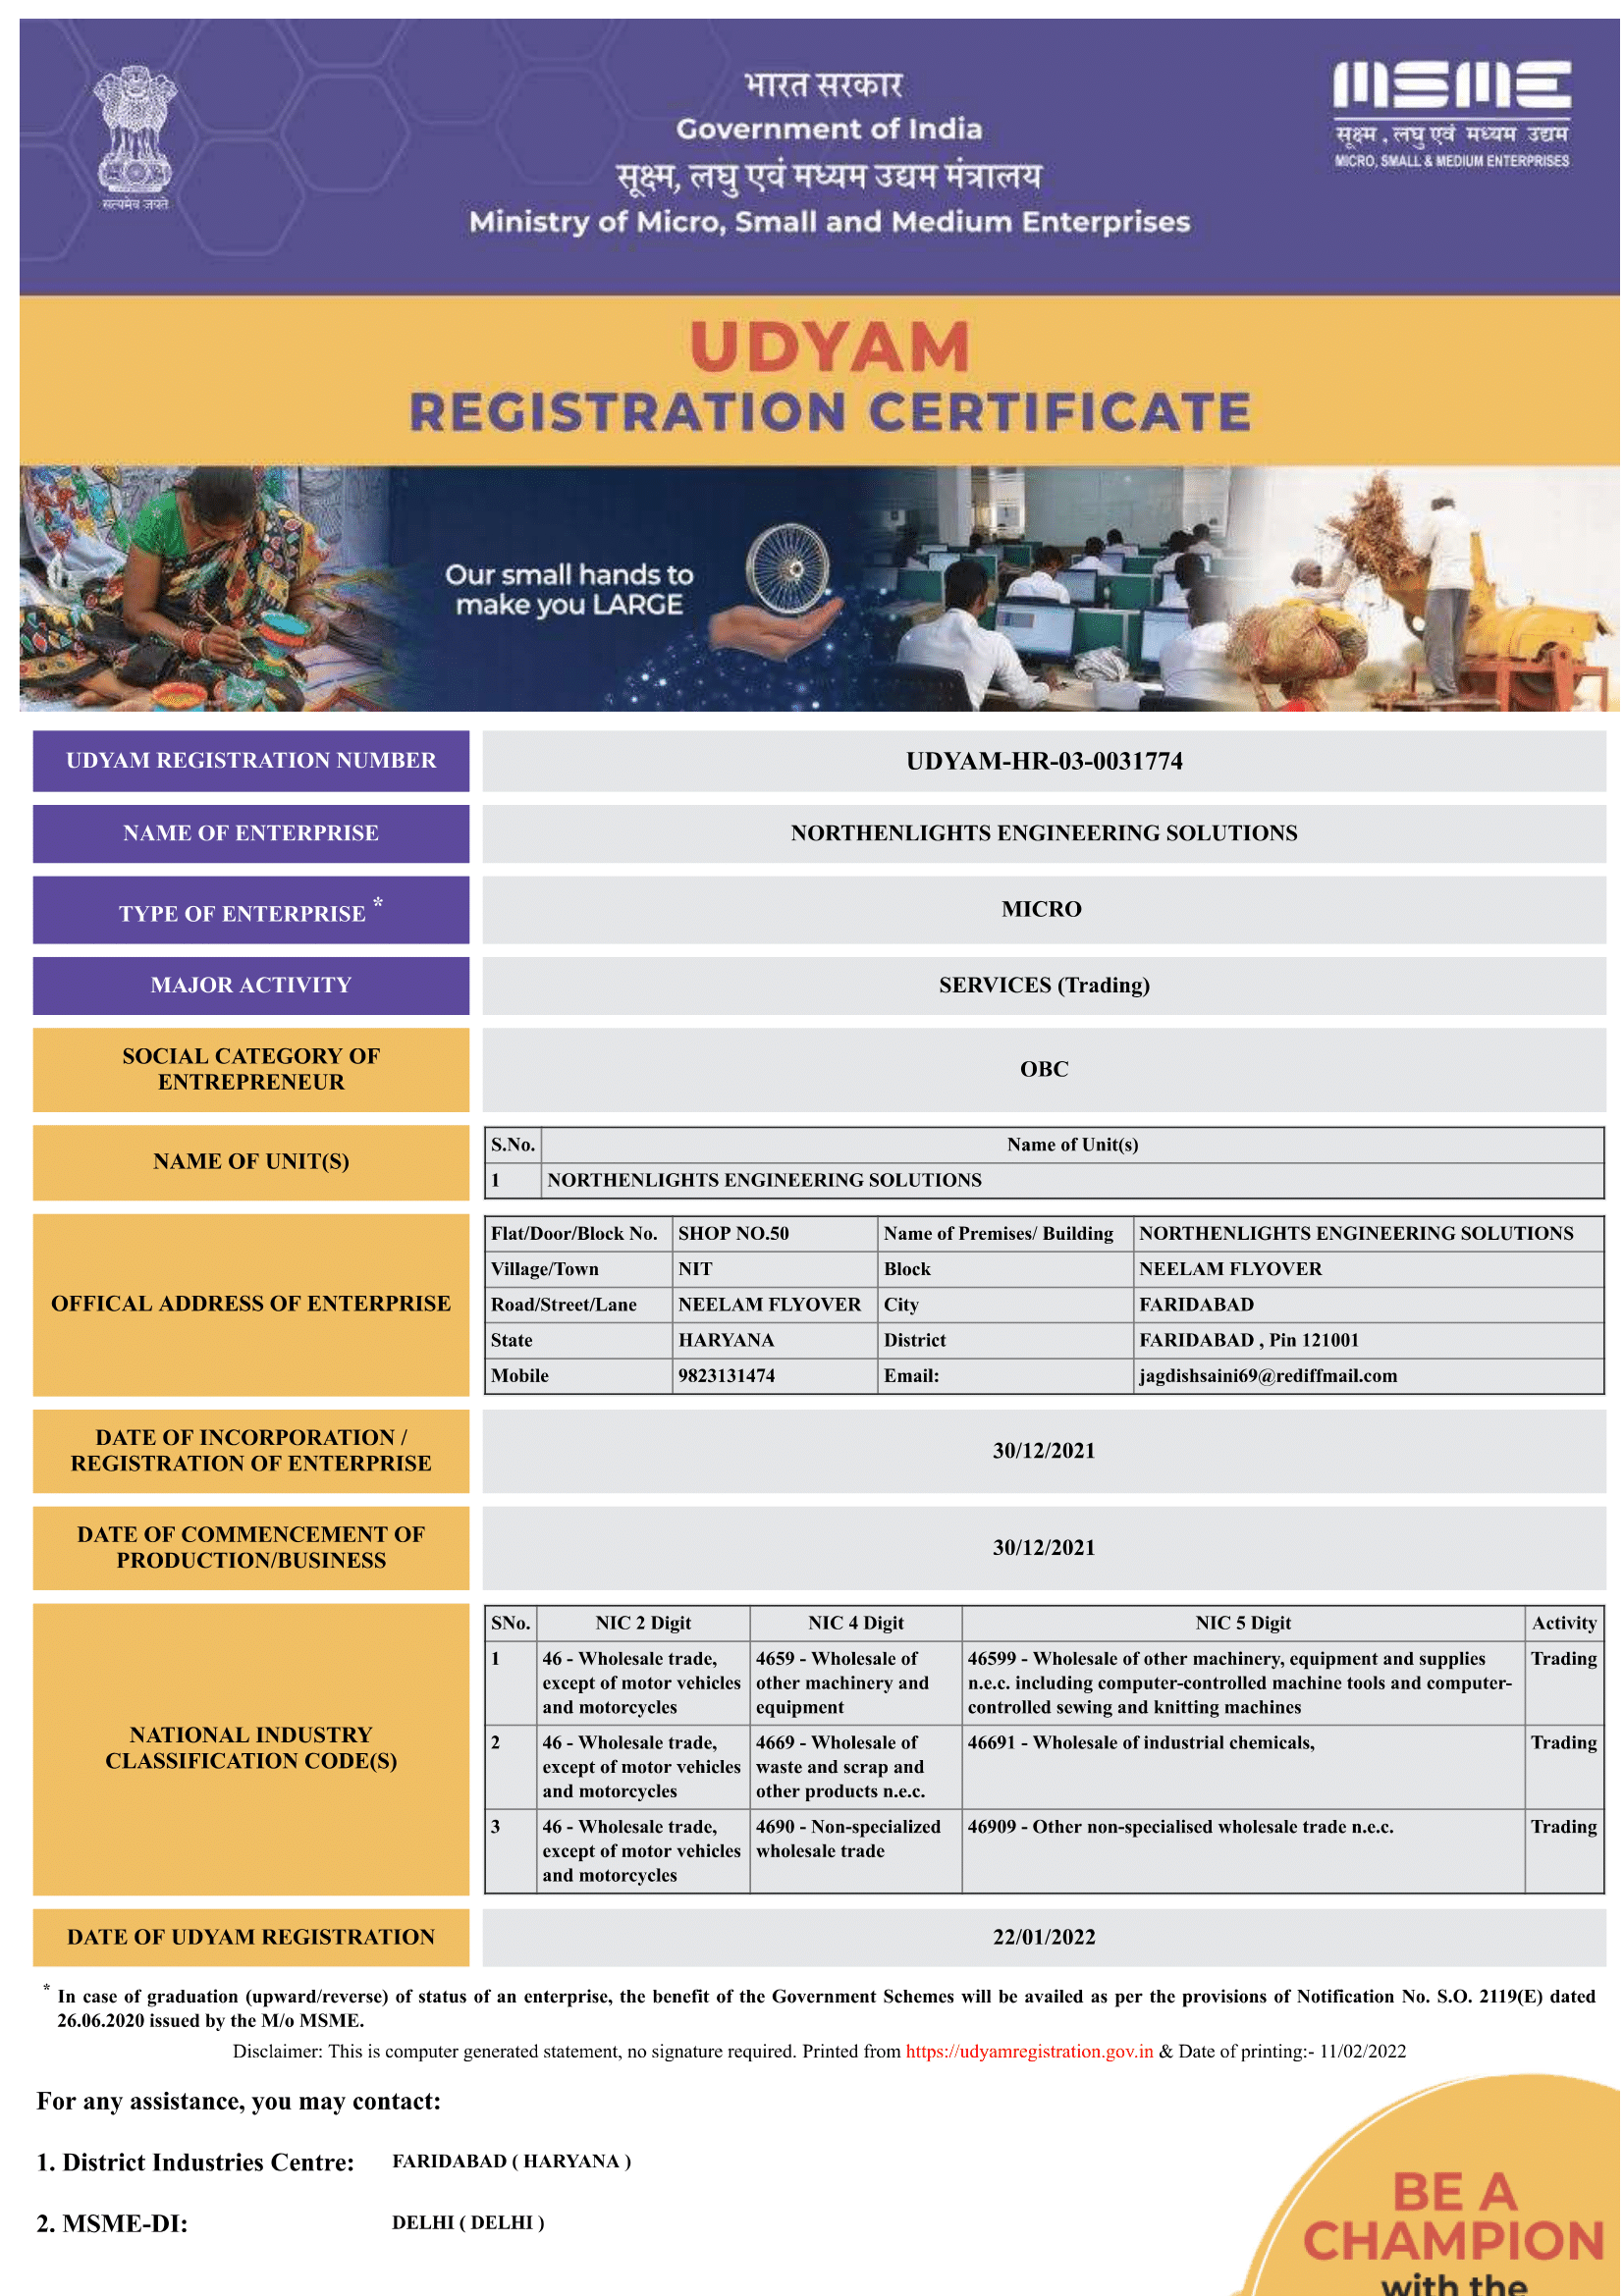 भारत सरकार
Government of India
सूक्ष्म, लघु एवं मध्यम उद्यम मंत्रालय
Ministry of Micro, Small and Medium Enterprises
सत्यमेव जयते
MSME
सूक्ष्म , लघु एवं मध्यम उद्यम
MICRO, SMALL & MEDIUM ENTERPRISES
UDYAM
REGISTRATION CERTIFICATE
Our small hands to
make you LARGE
UDYAM REGISTRATION NUMBER UDYAM-HR-03-0031774
NAME OF ENTERPRISE NORTHENLIGHTS ENGINEERING SOLUTIONS
TYPE OF ENTERPRISE * MICRO
MAJOR ACTIVITY SERVICES (Trading)
SOCIAL CATEGORY OF
ENTREPRENEUR
OBC
NAME OF UNIT(S)
S.No. Name of Unit(s)
1 NORTHENLIGHTS ENGINEERING SOLUTIONS
OFFICAL ADDRESS OF ENTERPRISE
Flat/Door/Block No. SHOP NO.50 Name of Premises/ Building NORTHENLIGHTS ENGINEERING SOLUTIONS
Village/Town NIT Block NEELAM FLYOVER
Road/Street/Lane NEELAM FLYOVER City FARIDABAD
State HARYANA District FARIDABAD , Pin 121001
Mobile 9823131474 Email: jagdishsaini69@rediffmail.com
DATE OF INCORPORATION /
REGISTRATION OF ENTERPRISE
30/12/2021
DATE OF COMMENCEMENT OF
PRODUCTION/BUSINESS
30/12/2021
NATIONAL INDUSTRY
CLASSIFICATION CODE(S)
SNo. NIC 2 Digit NIC 4 Digit NIC 5 Digit Activity
1 46 - Wholesale trade, 4659 - Wholesale of 46599 - Wholesale of other machinery, equipment and supplies Trading
except of motor vehicles other machinery and n.e.c. including computer-controlled machine tools and computer-
and motorcycles equipment controlled sewing and knitting machines
2 46 - Wholesale trade, 4669 - Wholesale of 46691 - Wholesale of industrial chemicals, Trading
except of motor vehicles waste and scrap and
and motorcycles other products n.e.c.
3 46 - Wholesale trade, 4690 - Non-specialized 46909 - Other non-specialised wholesale trade n.e.c. Trading
except of motor vehicles wholesale trade
and motorcycles
DATE OF UDYAM REGISTRATION 22/01/2022
* In case of graduation (upward/reverse) of status of an enterprise, the benefit of the Government Schemes will be availed as per the provisions of Notification No. S.O. 2119(E) dated
26.06.2020 issued by the M/o MSME.
Disclaimer: This is computer generated statement, no signature required. Printed from https://udyamregistration.gov.in & Date of printing:- 11/02/2022
For any assistance, you may contact:
1. District Industries Centre: FARIDABAD ( HARYANA )
2. MSME-DI: DELHI ( DELHI )
BE A
CHAMPION
with the